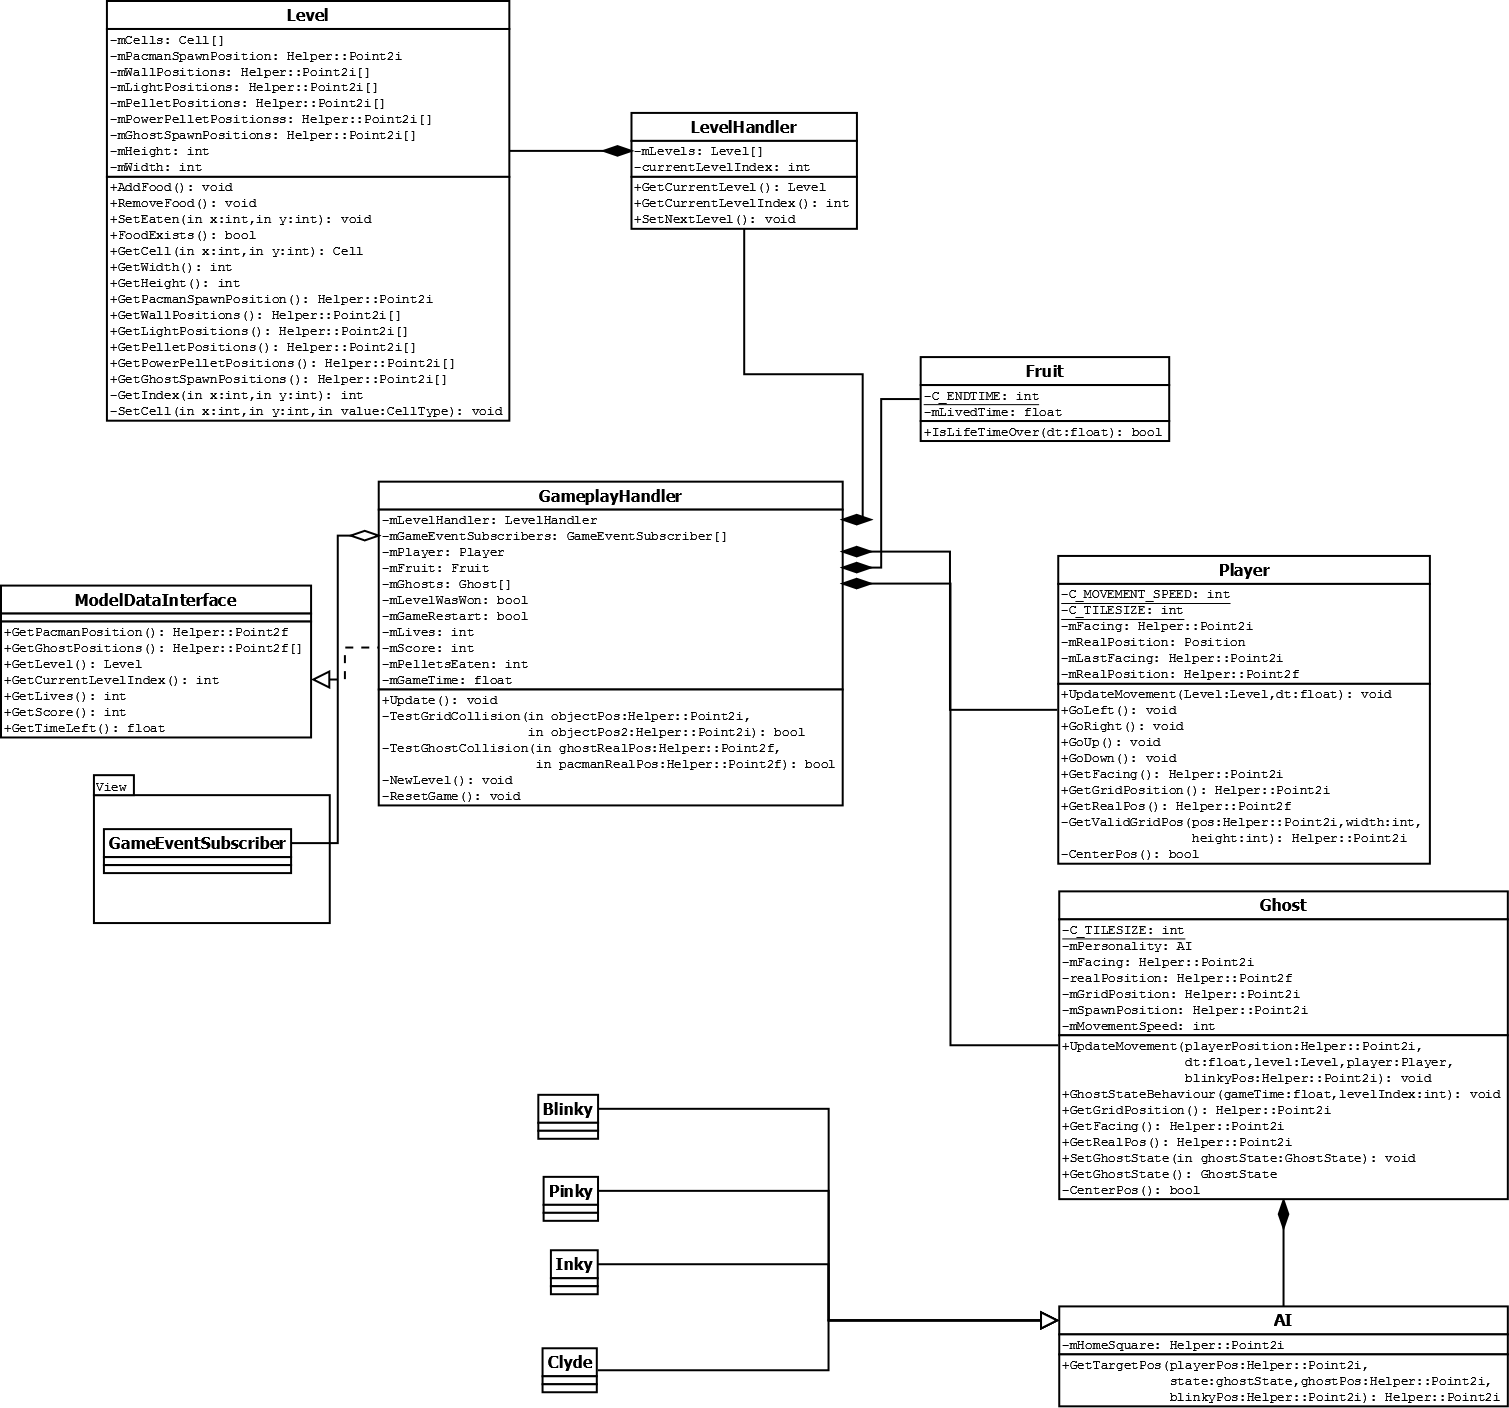 Level
-mCells: Cell[]
-mPacmanSpawnPosition: Helper::Point2i
-mWallPositions: Helper::Point2i[]
-mLightPositions: Helper::Point2i[]
-mPelletPositions: Helper::Point2i[]
-mPowerPelletPositionss: Helper::Point2i[]
-mGhostSpawnPositions: Helper::Point2i[]
-mHeight: int
-mWidth: int
+AddFood(): void
+RemoveFood(): void
+SetEaten(in x:int,in y:int): void
+FoodExists(): bool
+GetCell(in x:int,in y:int): Cell
+GetWidth(): int
+GetHeight(): int
+GetPacmanSpawnPosition(): Helper::Point2i
+GetWallPositions(): Helper::Point2i[]
+GetLightPositions(): Helper::Point2i[]
+GetPelletPositions(): Helper::Point2i[]
+GetPowerPelletPositions(): Helper::Point2i[]
+GetGhostSpawnPositions(): Helper::Point2i[]
-GetIndex(in x:int,in y:int): int
-SetCell(in x:int,in y:int,in value:CellType): void
LevelHandler
-mLevels: Level[]
-currentLevelIndex: int
+GetCurrentLevel(): Level
+GetCurrentLevelIndex(): int
+SetNextLevel(): void
Fruit
-C_ENDTIME: int
-mLivedTime: float
+IsLifeTimeOver(dt:float): bool
GameplayHandler
-mLevelHandler: LevelHandler
-mGameEventSubscribers: GameEventSubscriber[]
-mPlayer: Player
-mFruit: Fruit
-mGhosts: Ghost[]
-mLevelWasWon: bool
-mGameRestart: bool
-mLives: int
-mScore: int
-mPelletsEaten: int
-mGameTime: float
+Update(): void
-TestGridCollision(in objectPos:Helper::Point2i,
in objectPos2:Helper::Point2i): bool
-TestGhostCollision(in ghostRealPos:Helper::Point2f,
in pacmanRealPos:Helper::Point2f): bool
-NewLevel(): void
-ResetGame(): void
ModelDataInterface
+GetPacmanPosition(): Helper::Point2f
+GetGhostPositions(): Helper::Point2f[]
+GetLevel(): Level
+GetCurrentLevelIndex(): int
+GetLives(): int
+GetScore(): int
+GetTimeLeft(): float
View
GameEventSubscriber
Player
-C_MOVEMENT_SPEED: int
-C_TILESIZE: int
-mFacing: Helper::Point2i
-mRealPosition: Position
-mLastFacing: Helper::Point2i
-mRealPosition: Helper::Point2f
+UpdateMovement(Level:Level,dt:float): void
+GoLeft(): void
+GoRight(): void
+GoUp(): void
+GoDown(): void
+GetFacing(): Helper::Point2i
+GetGridPosition(): Helper::Point2i
+GetRealPos(): Helper::Point2f
-GetValidGridPos(pos:Helper::Point2i,width:int,
height:int): Helper::Point2i
-CenterPos(): bool
Ghost
-C_TILESIZE: int
-mPersonality: AI
-mFacing: Helper::Point2i
-realPosition: Helper::Point2f
-mGridPosition: Helper::Point2i
-mSpawnPosition: Helper::Point2i
-mMovementSpeed: int
+UpdateMovement(playerPosition:Helper::Point2i,
dt:float,level:Level,player:Player,
blinkyPos:Helper::Point2i): void
+GhostStateBehaviour(gameTime:float,levelIndex:int): void
+GetGridPosition(): Helper::Point2i
+GetFacing(): Helper::Point2i
+GetRealPos(): Helper::Point2i
+SetGhostState(in ghostState:GhostState): void
+GetGhostState(): GhostState
-CenterPos(): bool
Blinky
Pinky
Inky
Clyde
AI
-mHomeSquare: Helper::Point2i
+GetTargetPos(playerPos:Helper::Point2i,
state:ghostState,ghostPos:Helper::Point2i,
blinkyPos:Helper::Point2i): Helper::Point2i